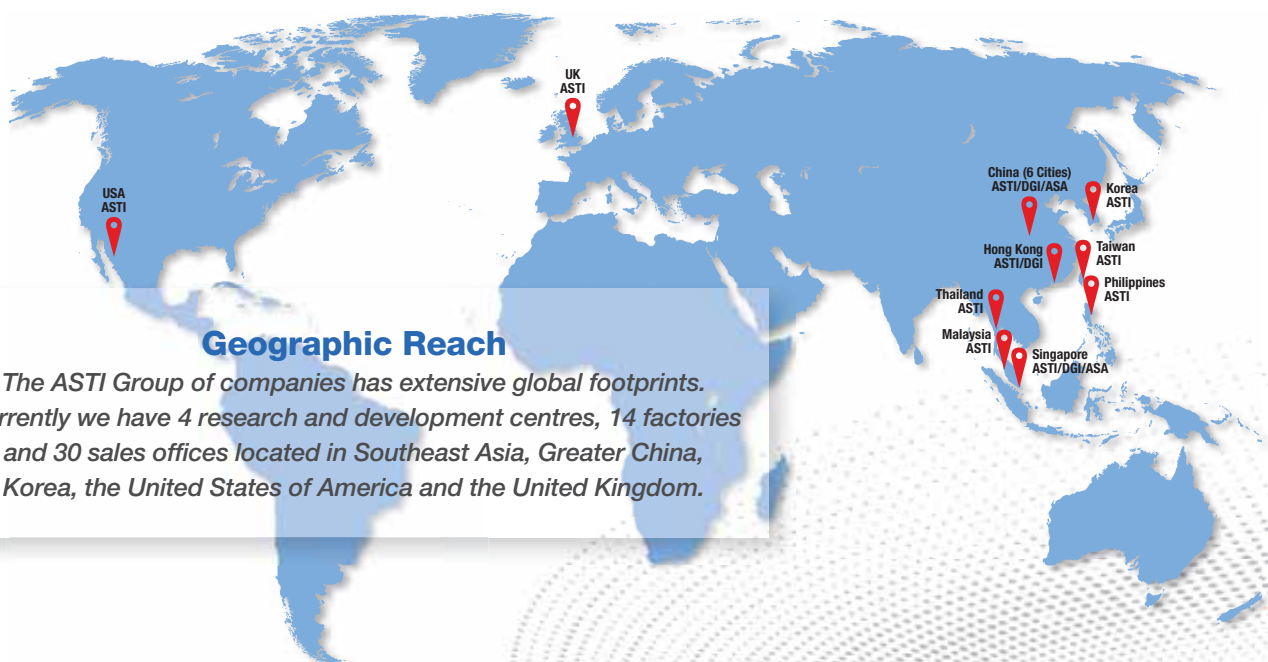 UK
ASTI
USA
ASTI
China (6 Cities)
ASTI/DGI/ASA
Korea
ASTI
Hong Kong
ASTI/DGI
Taiwan
ASTI
Philippines
ASTI
Thailand
ASTI
Malaysia
ASTI
Singapore
ASTI/DGI/ASA
Geographic Reach
The ASTI Group of companies has extensive global footprints.
rrently we have 4 research and development centres, 14 factories
and 30 sales offices located in Southeast Asia, Greater China,
Korea, the United States of America and the United Kingdom.